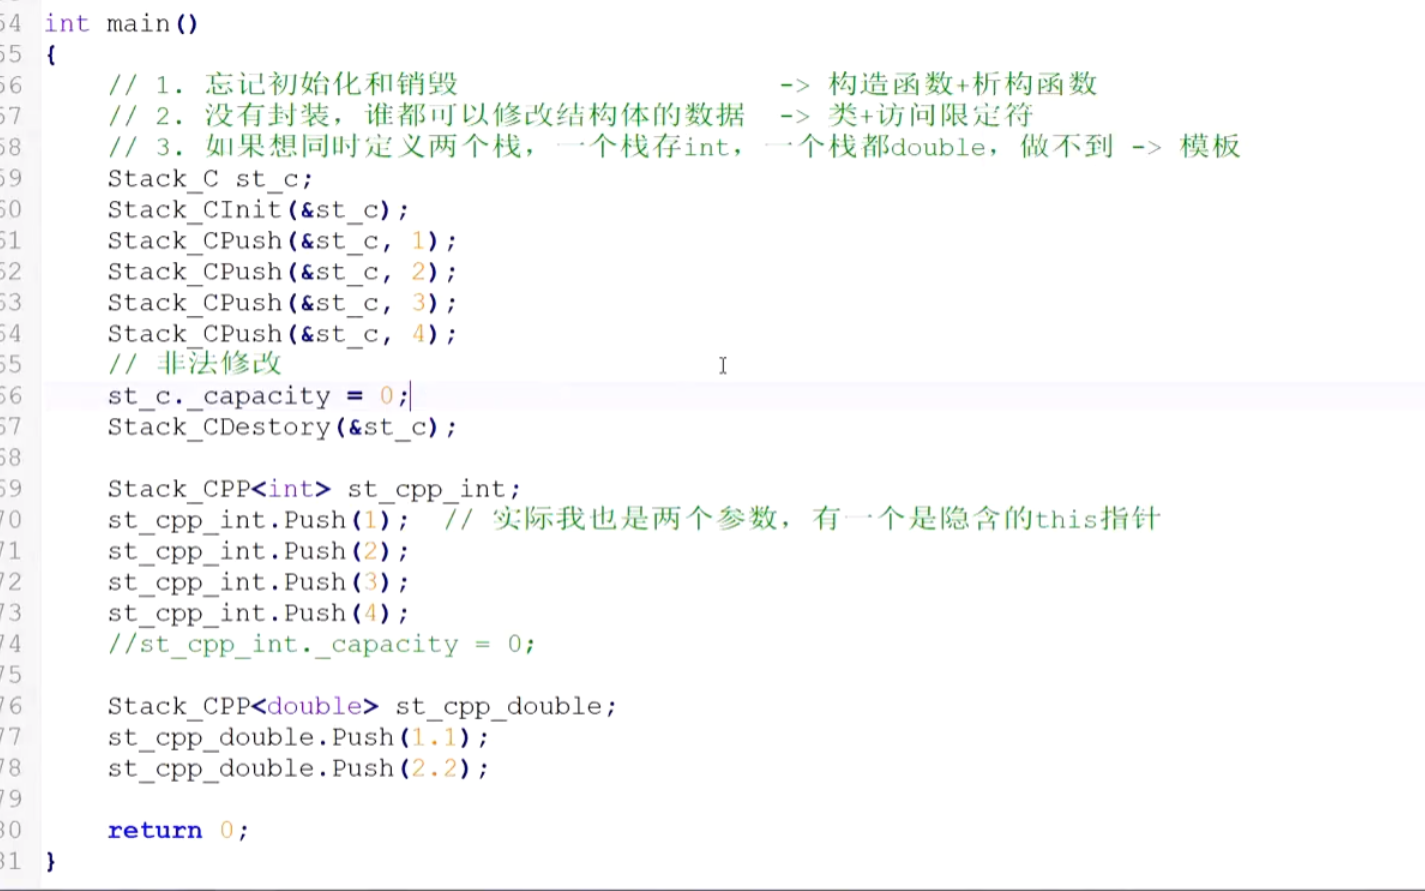 54 int main()
55 {
56 // 1. 忘记初始化和销毁 -> 构造函数+析构函数
57 // 2. 没有封装，谁都可以修改结构体的数据 -> 类+访问限定符
58 // 3. 如果想同时定义两个栈，一个栈存int，一个栈都double，做不到 -> 模板
59 Stack_C st_c;
60 Stack_CInit(&st_c);
61 Stack_CPush(&st_c, 1);
62 Stack_CPush(&st_c, 2);
63 Stack_CPush(&st_c, 3);
64 Stack_CPush(&st_c, 4);
65 // 非法修改
66 st_c._capacity = 0;
67 Stack_CDestory(&st_c);
68
69 Stack_CPP<int> st_cpp_int;
70 st_cpp_int.Push(1); // 实际我也是两个参数，有一个是隐含的this指针
71 st_cpp_int.Push(2);
72 st_cpp_int.Push(3);
73 st_cpp_int.Push(4);
74 //st_cpp_int._capacity = 0;
75
76 Stack_CPP<double> st_cpp_double;
77 st_cpp_double.Push(1.1);
78 st_cpp_double.Push(2.2);
79
80 return 0;
81 }